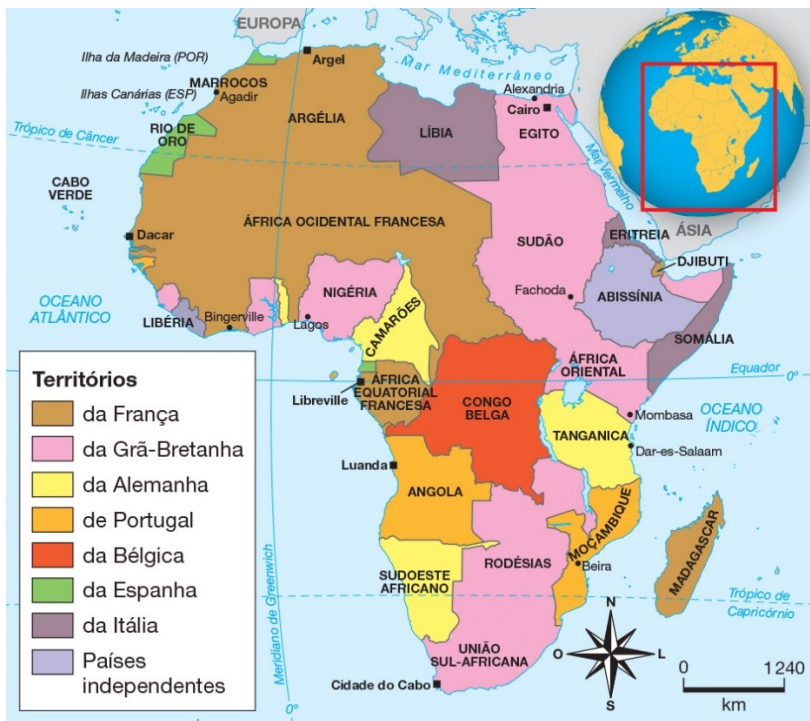 EUROPA
Ilha da Madeira (POR)
Argel
Mar Mediterrâneo
MARROCOS
Ilhas Canárias (ESP)
Agadir
Alexandria
Cairo
EGITO
ARGÉLIA
LÍBIA
Trópico de Câncer
RIO DE
ORO
Mar Vermelho
CABO
VERDE
ÁSIA
ÁFRICA OCIDENTAL FRANCESA
Dacar
SUDÃO
ERITREIA
DJIBUTI
OCEANO
ATLÂNTICO
LIBÉRIA
Bingerville
NIGÉRIA
Lagos
CAMARÕES
Fachoda
ABISSÍNIA
SOMÁLIA
ÁFRICA
ORIENTAL
Equador
0°
Libreville
ÁFRICA
EQUATORIAL
FRANCESA
CONGO
BELGA
Mombasa
OCEANO
ÍNDICO
TANGANICA
Dar-es-Salaam
Luanda
ANGOLA
MOÇAMBIQUE
Beira
MADAGASCAR
RODÉSIAS
SUDOESTE
AFRICANO
Trópico de
Capricórnio
Meridiano de Greenwich
UNIÃO
SUL-AFRICANA
Cidade do Cabo
0°
Territórios
da França
da Grã-Bretanha
da Alemanha
de Portugal
da Bélgica
da Espanha
da Itália
Países
independentes
N
O
L
S
0
1240
km